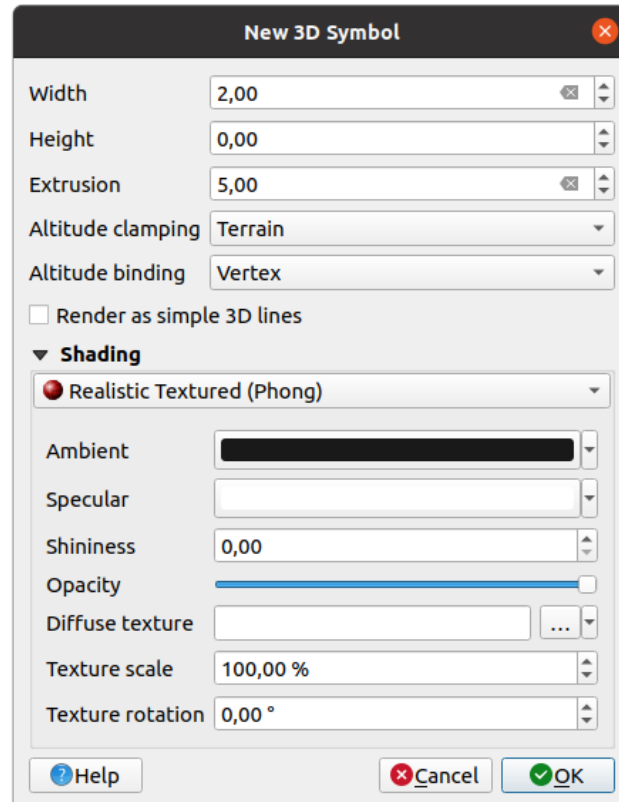 New 3D Symbol
Width 2,00
Height 0,00
Extrusion 5,00
Altitude clamping Terrain
Altitude binding Vertex
Render as simple 3D lines
Shading
Realistic Textured (Phong)
Ambient
Specular
Shininess 0,00
Opacity
Diffuse texture ...
Texture scale 100,00 %
Texture rotation 0,00 °
Help Cancel OK